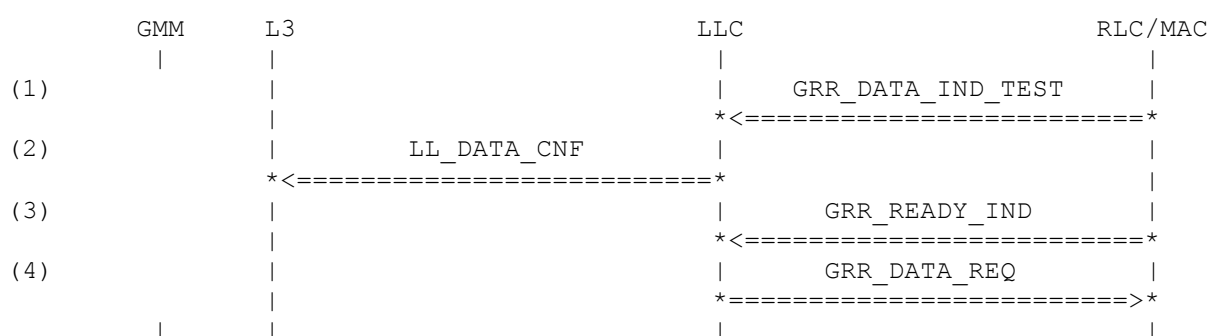 GMM L3 LLC RLC/MAC
(1) GRR_DATA_IND_TEST
(2) LL_DATA_CNF
(3) GRR_READY_IND
(4) GRR_DATA_REQ